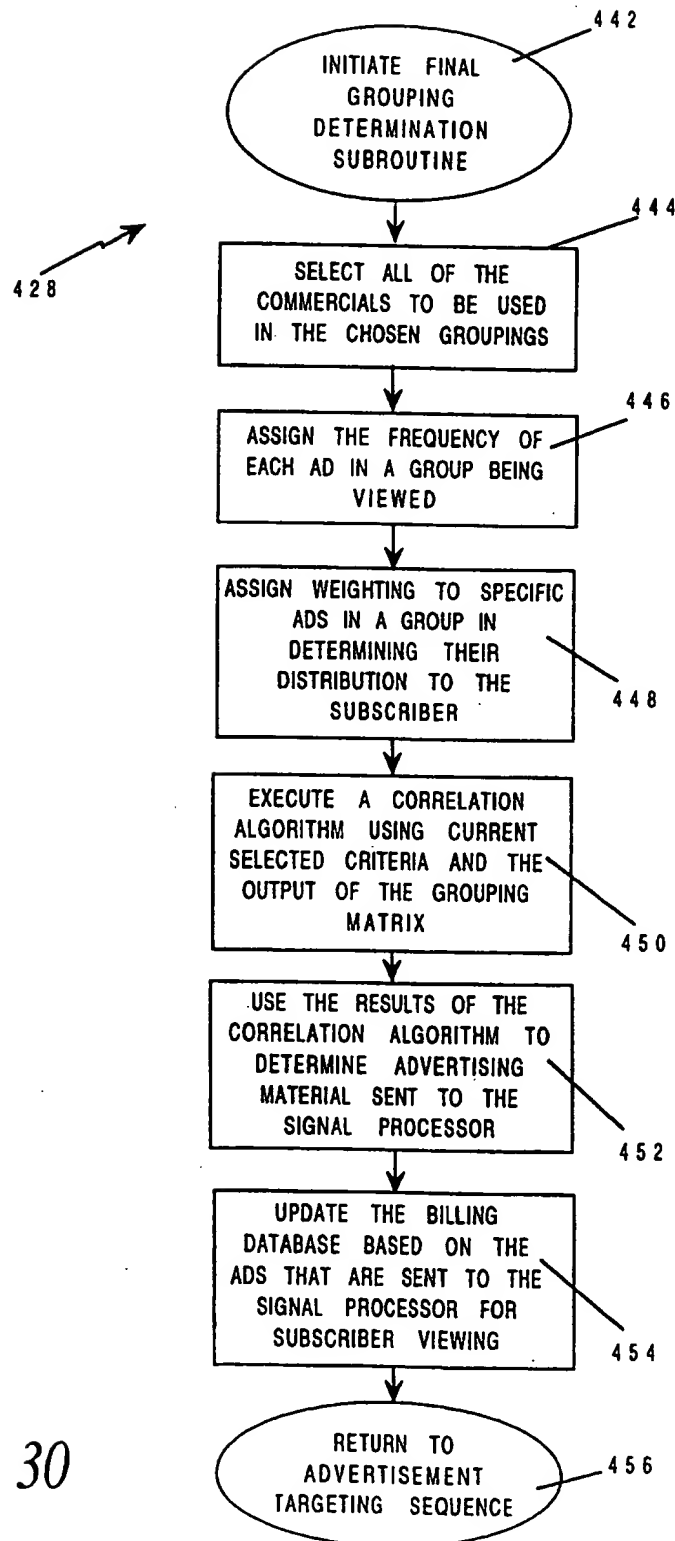 442
INITIATE FINAL
GROUPING
DETERMINATION
SUBROUTINE
428
444
SELECT ALL OF THE
COMMERCIALS TO BE USED
IN THE CHOSEN GROUPINGS
446
ASSIGN THE FREQUENCY OF
EACH AD IN A GROUP BEING
VIEWED
ASSIGN WEIGHTING TO SPECIFIC
ADS IN A GROUP IN
DETERMINING THEIR
DISTRIBUTION TO THE
SUBSCRIBER
448
EXECUTE A CORRELATION
ALGORITHM USING CURRENT
SELECTED CRITERIA AND THE
OUTPUT OF THE GROUPING
MATRIX
450
USE THE RESULTS OF THE
CORRELATION ALGORITHM TO
DETERMINE ADVERTISING
MATERIAL SENT TO THE
SIGNAL PROCESSOR
452
UPDATE THE BILLING
DATABASE BASED ON THE
ADS THAT ARE SENT TO THE
SIGNAL PROCESSOR FOR
SUBSCRIBER VIEWING
454
RETURN TO
ADVERTISEMENT
TARGETING SEQUENCE
456
30